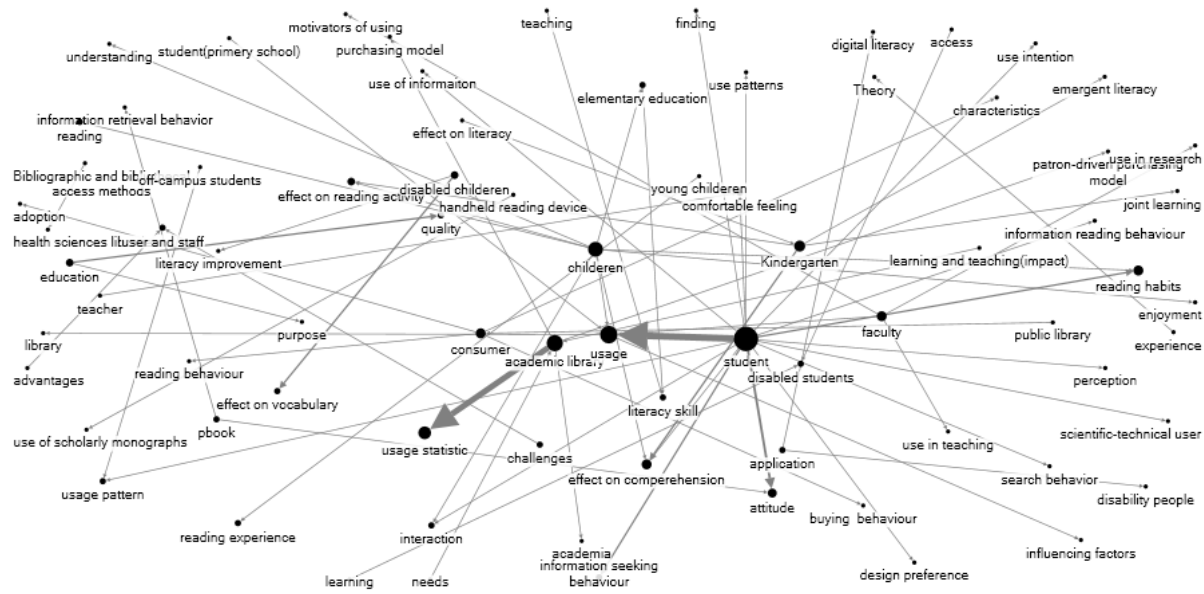 teaching
finding
motivators of using
purchasing model
student(primery school)
understanding
digital literacy
access
use intention
use of informaiton
use patterns
Theory
emergent literacy
elementary education
characteristics
information retrieval behavior
reading
effect on literacy
patron-driven purchasing
use in research
model
Bibliographic and bib
access methods
off-campus students
disabled childeren
effect on reading activity
handheld reading device
young childeren
comfortable feeling
joint learning
adoption
quality
information reading behaviour
health sciences lit
user and staff
literacy improvement
childeren
Kindergarten
learning and teaching(impact)
education
reading habits
teacher
enjoyment
library
purpose
consumer
academic library
usage
student
faculty
public library
experience
advantages
reading behaviour
disabled students
perception
effect on vocabulary
literacy skill
use of scholarly monographs
pbook
usage statistic
challenges
use in teaching
scientific-technical user
usage pattern
effect on comperehension
application
search behavior
attitude
disability people
reading experience
interaction
buying behaviour
academia
influencing factors
learning
needs
information seeking
behaviour
design preference